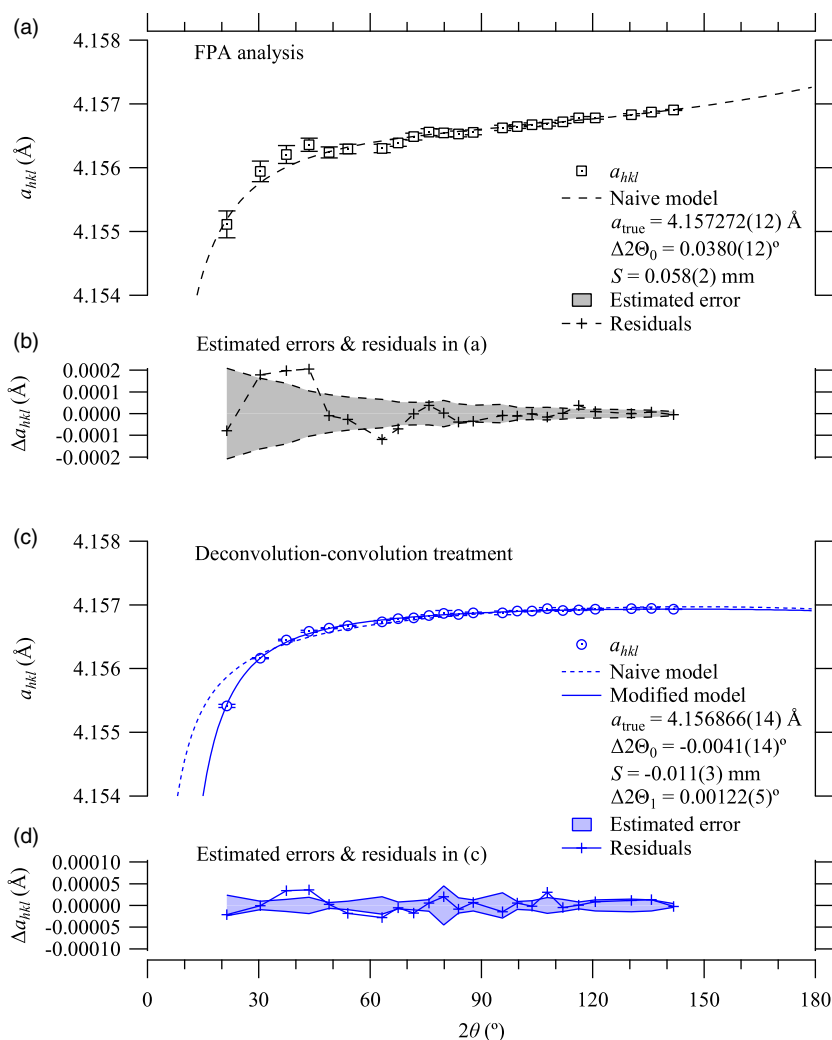 (a)
FPA analysis
4.158
4.157
4.156
4.155
4.154
a_hkl (Å)
a_hkl
Naive model
a_true = 4.157272(12) Å
Δ2Θ₀ = 0.0380(12)º
S = 0.058(2) mm
Estimated error
Residuals
(b)
Estimated errors & residuals in (a)
0.0002
0.0001
0.0000
-0.0001
-0.0002
Δa_hkl (Å)
(c)
Deconvolution-convolution treatment
4.158
4.157
4.156
4.155
4.154
a_hkl (Å)
a_hkl
Naive model
Modified model
a_true = 4.156866(14) Å
Δ2Θ₀ = -0.0041(14)º
S = -0.011(3) mm
Δ2Θ₁ = 0.00122(5)º
Estimated error
Residuals
(d)
Estimated errors & residuals in (c)
0.00010
0.00005
0.00000
-0.00005
-0.00010
Δa_hkl (Å)
0 30 60 90 120 150 180
2θ (º)